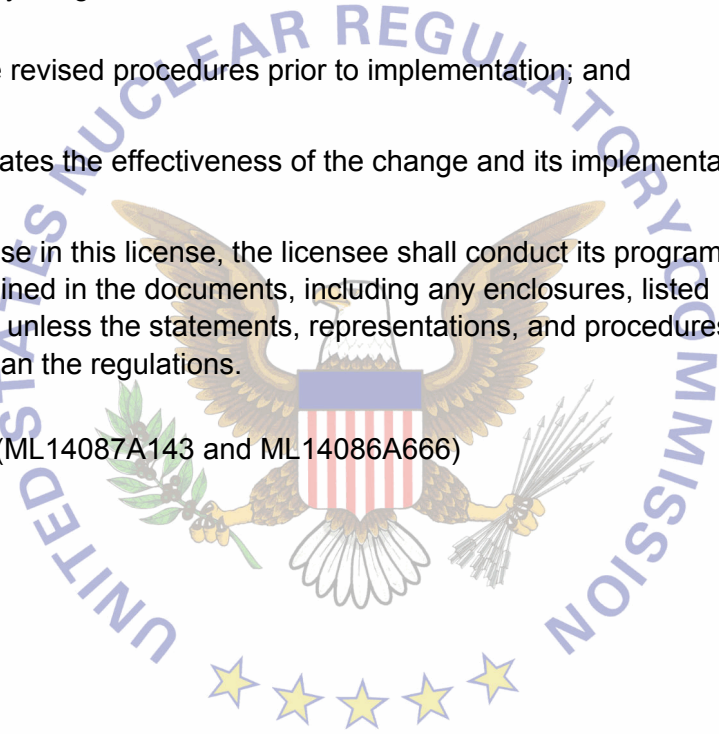 e revised procedures prior to implementation; and
ates the effectiveness of the change and its implementa
se in this license, the licensee shall conduct its program
ined in the documents, including any enclosures, listed
unless the statements, representations, and procedures
an the regulations.
(ML14087A143 and ML14086A666)
UNITED STATES NUCLEAR REGULATORY COMMISSION